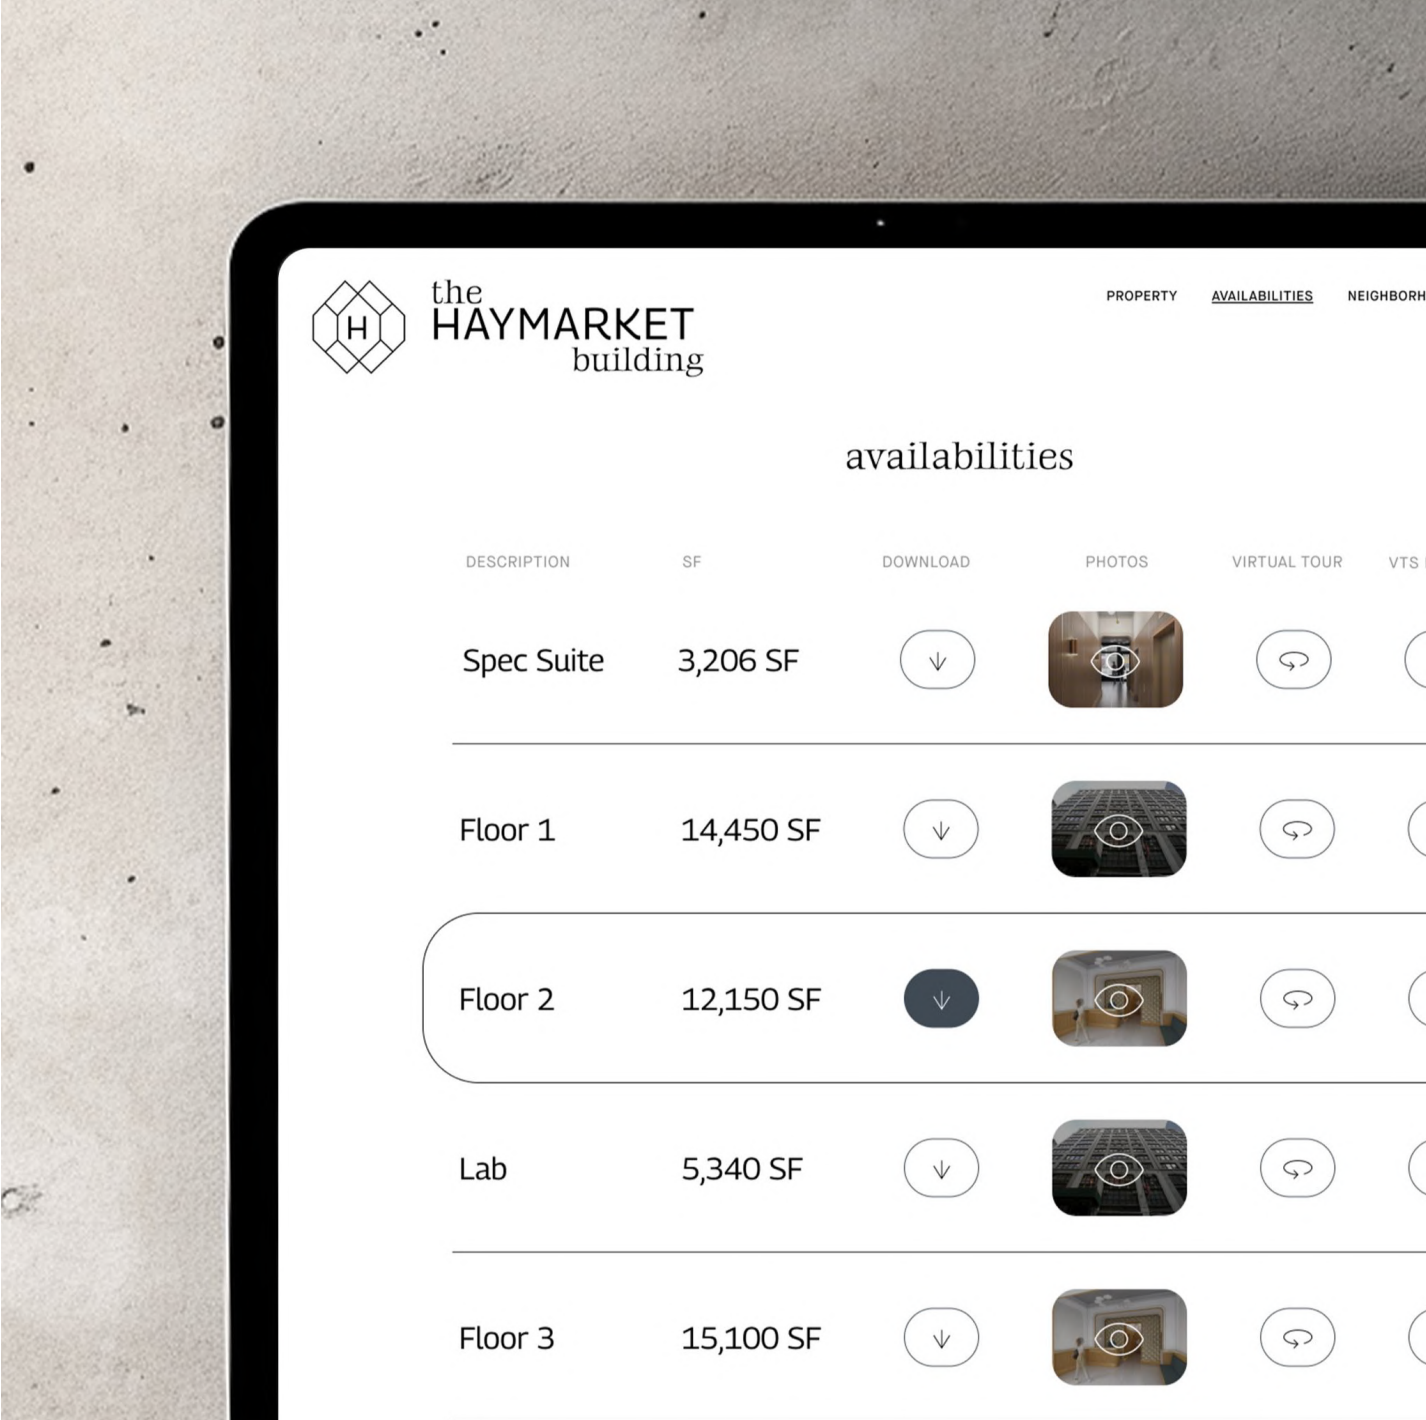 the
HAYMARKET
building
H
PROPERTY AVAILABILITIES
availabilities
DESCRIPTION SF DOWNLOAD PHOTOS VIRTUAL TOUR VTS
Spec Suite 3,206 SF
Floor 1 14,450 SF
Floor 2 12,150 SF
Lab 5,340 SF
Floor 3 15,100 SF